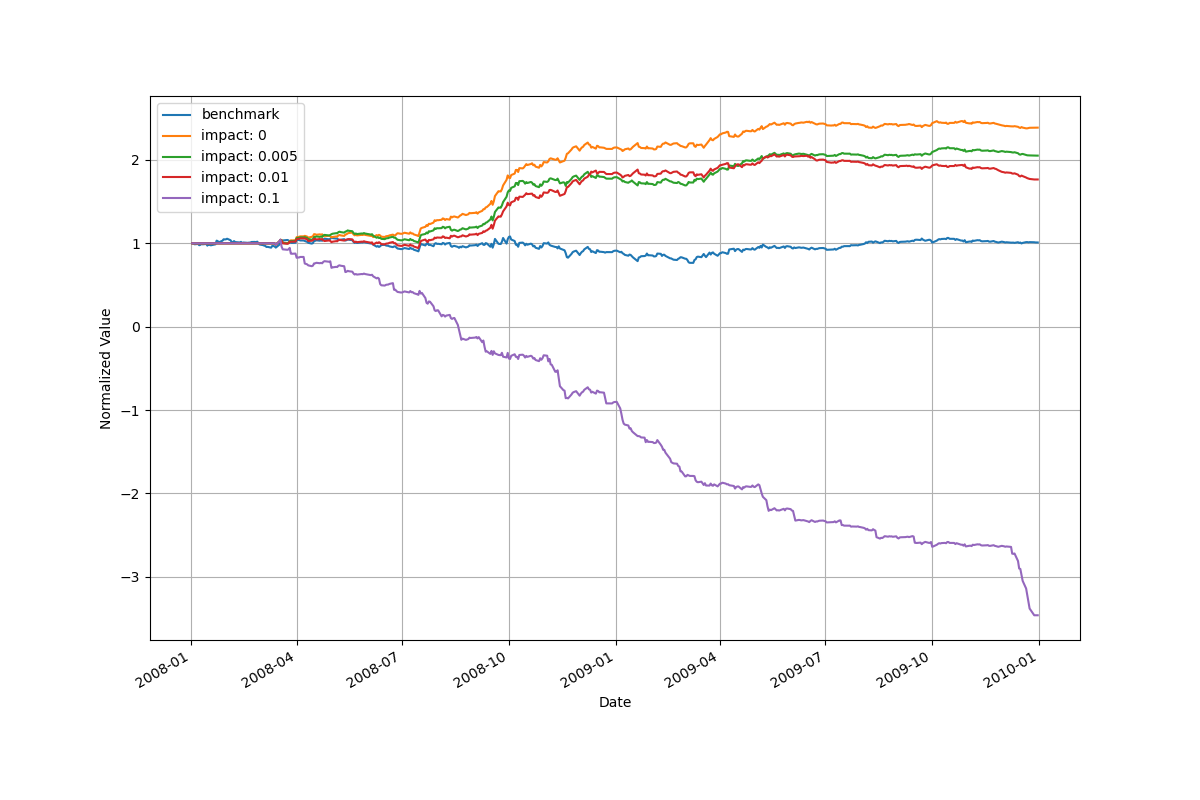 benchmark
impact: 0
impact: 0.005
impact: 0.01
impact: 0.1
Normalized Value
2
1
0
−1
−2
−3
2008-01
2008-04
2008-07
2008-10
2009-01
2009-04
2009-07
2009-10
2010-01
Date